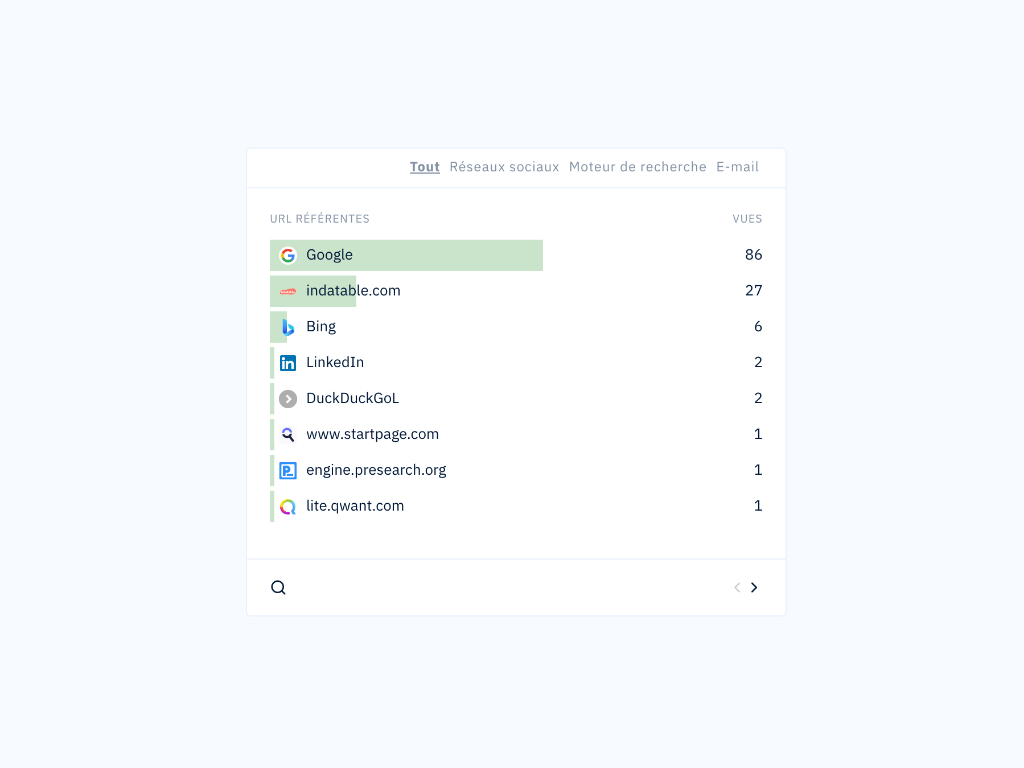 Tout Réseaux sociaux Moteur de recherche E-mail
URL RÉFÉRENTES VUES
Google 86
indatable.com 27
Bing 6
LinkedIn 2
DuckDuckGoL 2
www.startpage.com 1
engine.presearch.org 1
lite.qwant.com 1